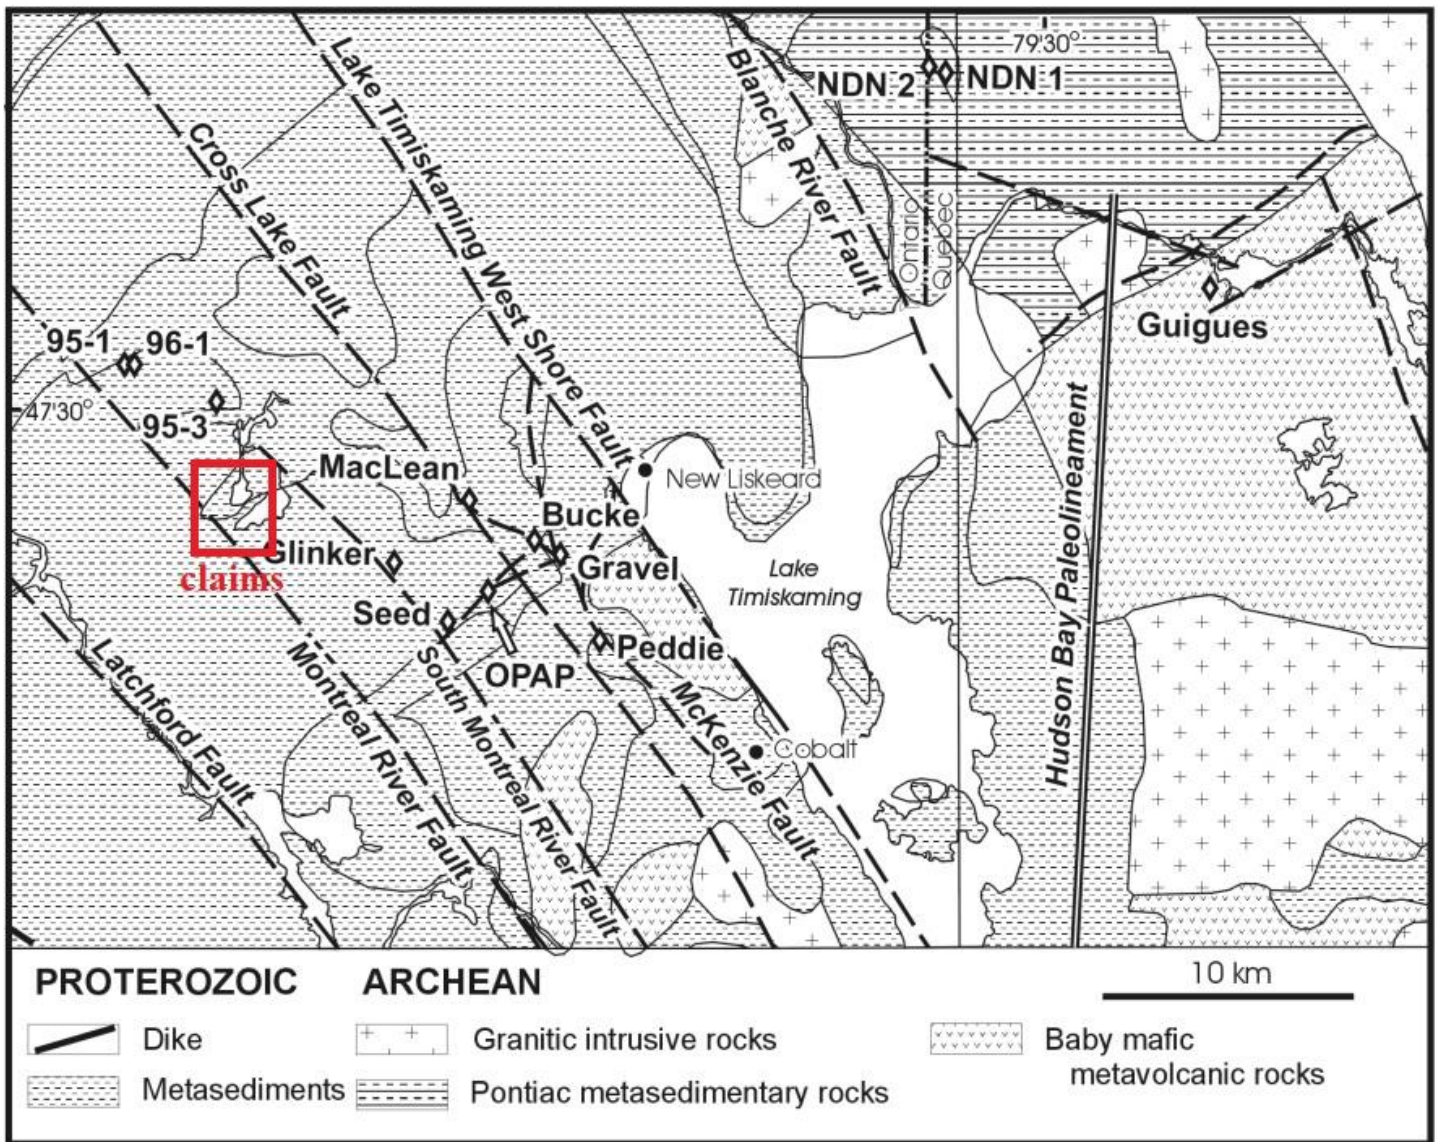 Lake Timiskaming West Shore Fault
Cross Lake Fault
Blanche River Fault
79'30°
NDN 2
NDN 1
Ontario
Quebec
Guigues
95-1
96-1
47'30°
95-3
MacLean
New Liskeard
Bucke
Glinker
claims
Gravel
Lake
Timiskaming
Seed
OPAP
Peddie
Hudson Bay Paleolineament
Latchford Fault
Montreal River Fault
South Montreal River Fault
McKenzie Fault
Cobalt
PROTEROZOIC
ARCHEAN
10 km
Dike
Granitic intrusive rocks
Baby mafic
metavolcanic rocks
Metasediments
Pontiac metasedimentary rocks